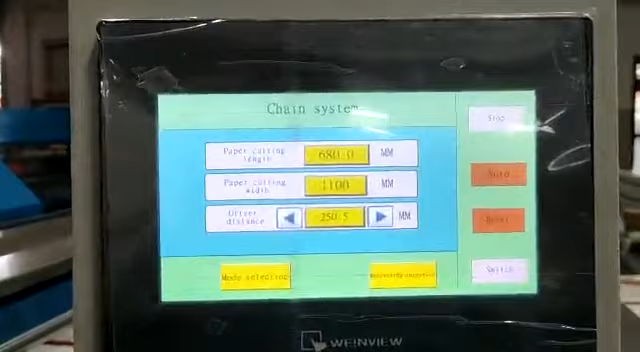 Chain system
Stop
Paper cutting
length
680.0
MM
Auto
Paper cutting
width
1100
MM
Reset
distance
250.5
MM
Switch
Mode selection
WEINVIEW